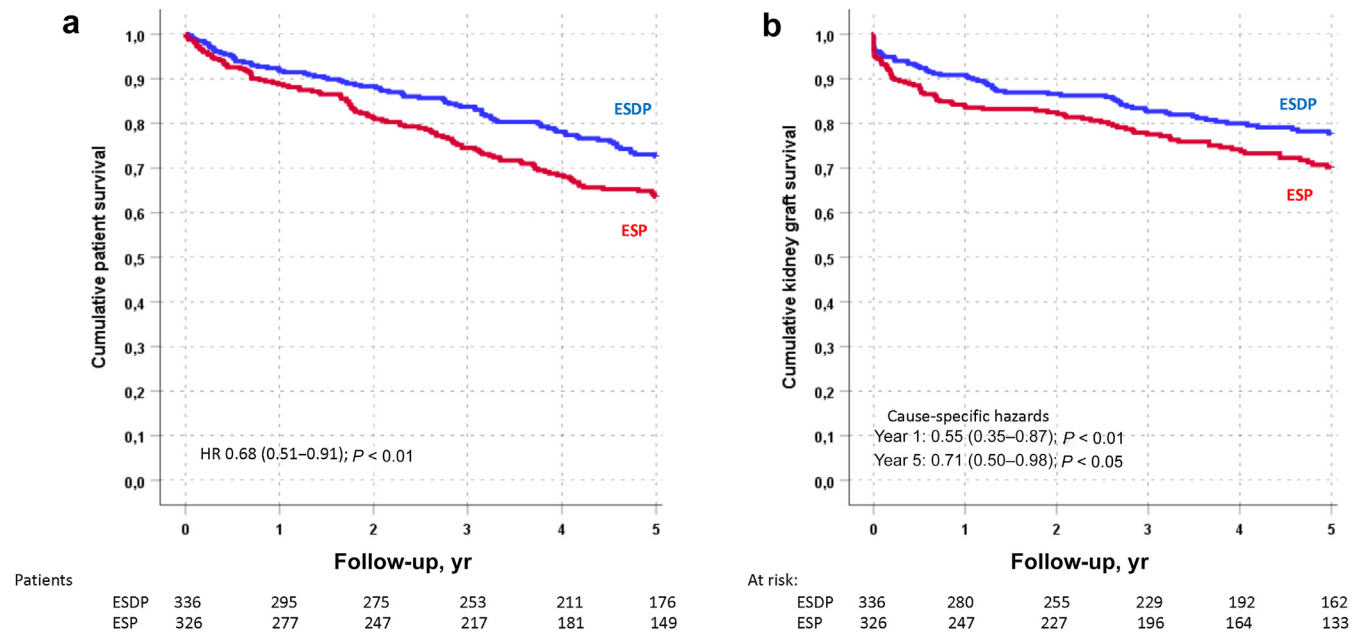 a
Cumulative patient survival
1,0
0,9
0,8
0,7
0,6
0,5
0,4
0,3
0,2
0,1
0,0
ESDP
ESP
HR 0.68 (0.51–0.91); P < 0.01
0 1 2 3 4 5
Follow-up, yr
Patients
ESDP 336 295 275 253 211 176
ESP 326 277 247 217 181 149
b
Cumulative kidney graft survival
1,0
0,9
0,8
0,7
0,6
0,5
0,4
0,3
0,2
0,1
0,0
ESDP
ESP
Cause-specific hazards
Year 1: 0.55 (0.35–0.87); P < 0.01
Year 5: 0.71 (0.50–0.98); P < 0.05
0 1 2 3 4 5
Follow-up, yr
At risk:
ESDP 336 280 255 229 192 162
ESP 326 247 227 196 164 133